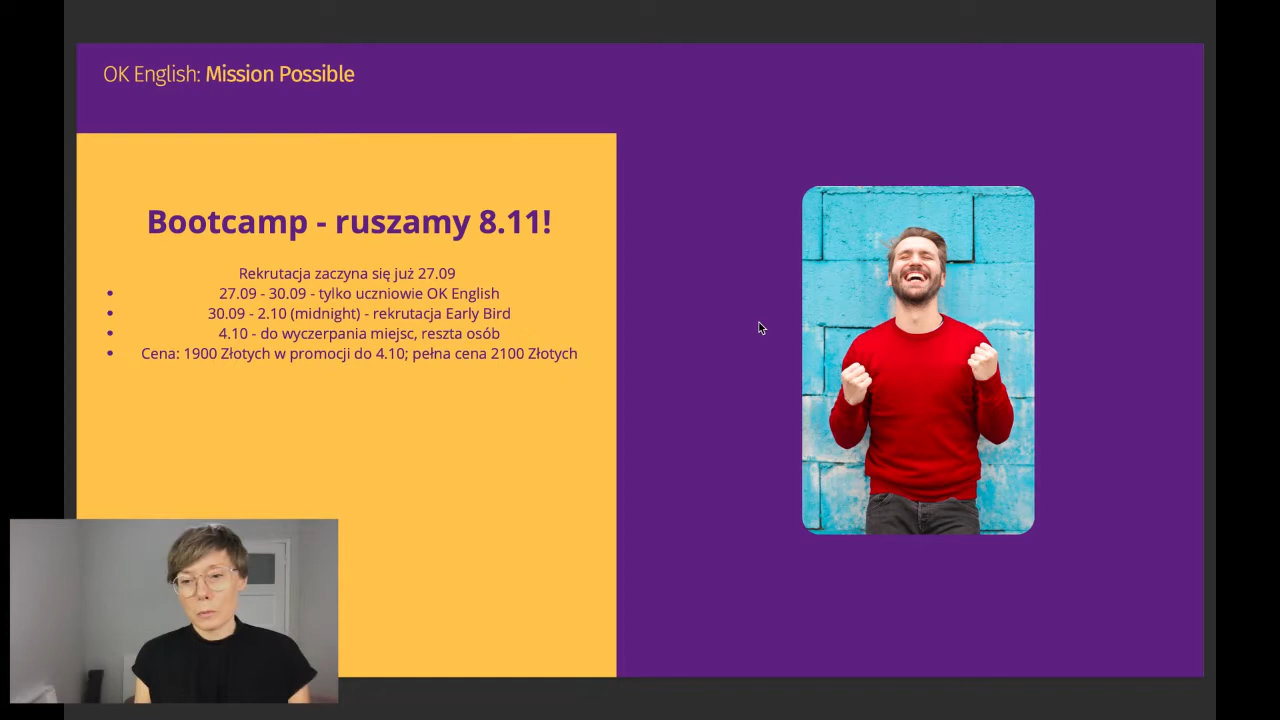 OK English: Mission Possible
Bootcamp - ruszamy 8.11!
Rekrutacja zaczyna się już 27.09
27.09 - 30.09 - tylko uczniowie OK English
30.09 - 2.10 (midnight) - rekrutacja Early Bird
4.10 - do wyczerpania miejsc, reszta osób
Cena: 1900 Złotych w promocji do 4.10; pełna cena 2100 Złotych